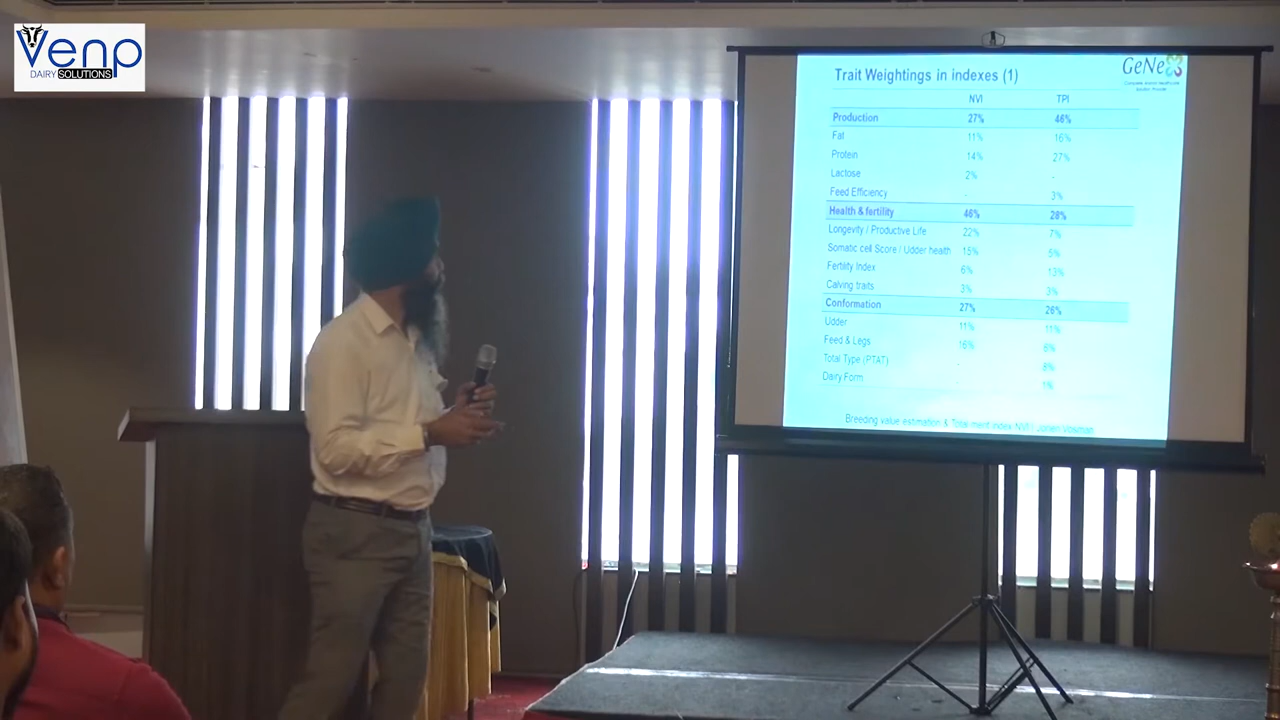 Venp
DAIRY SOLUTIONS
Trait Weightings in indexes (1)
GeNe
Solution Provider
NVI TPI
Production 27% 46%
Fat 11% 16%
Protein 14% 27%
Lactose 2% -
Feed Efficiency - 3%
Health & fertility 46% 28%
Longevity / Productive Life 22% 7%
Somatic cell Score / Udder health 15% 5%
Fertility Index 6% 13%
Calving traits 3% 3%
Conformation 27% 26%
Udder 11% 11%
Feed & Legs 16% 6%
Total Type (PTAT) - 8%
Dairy Form - 1%
Breeding value estimation & Total merit index NVI